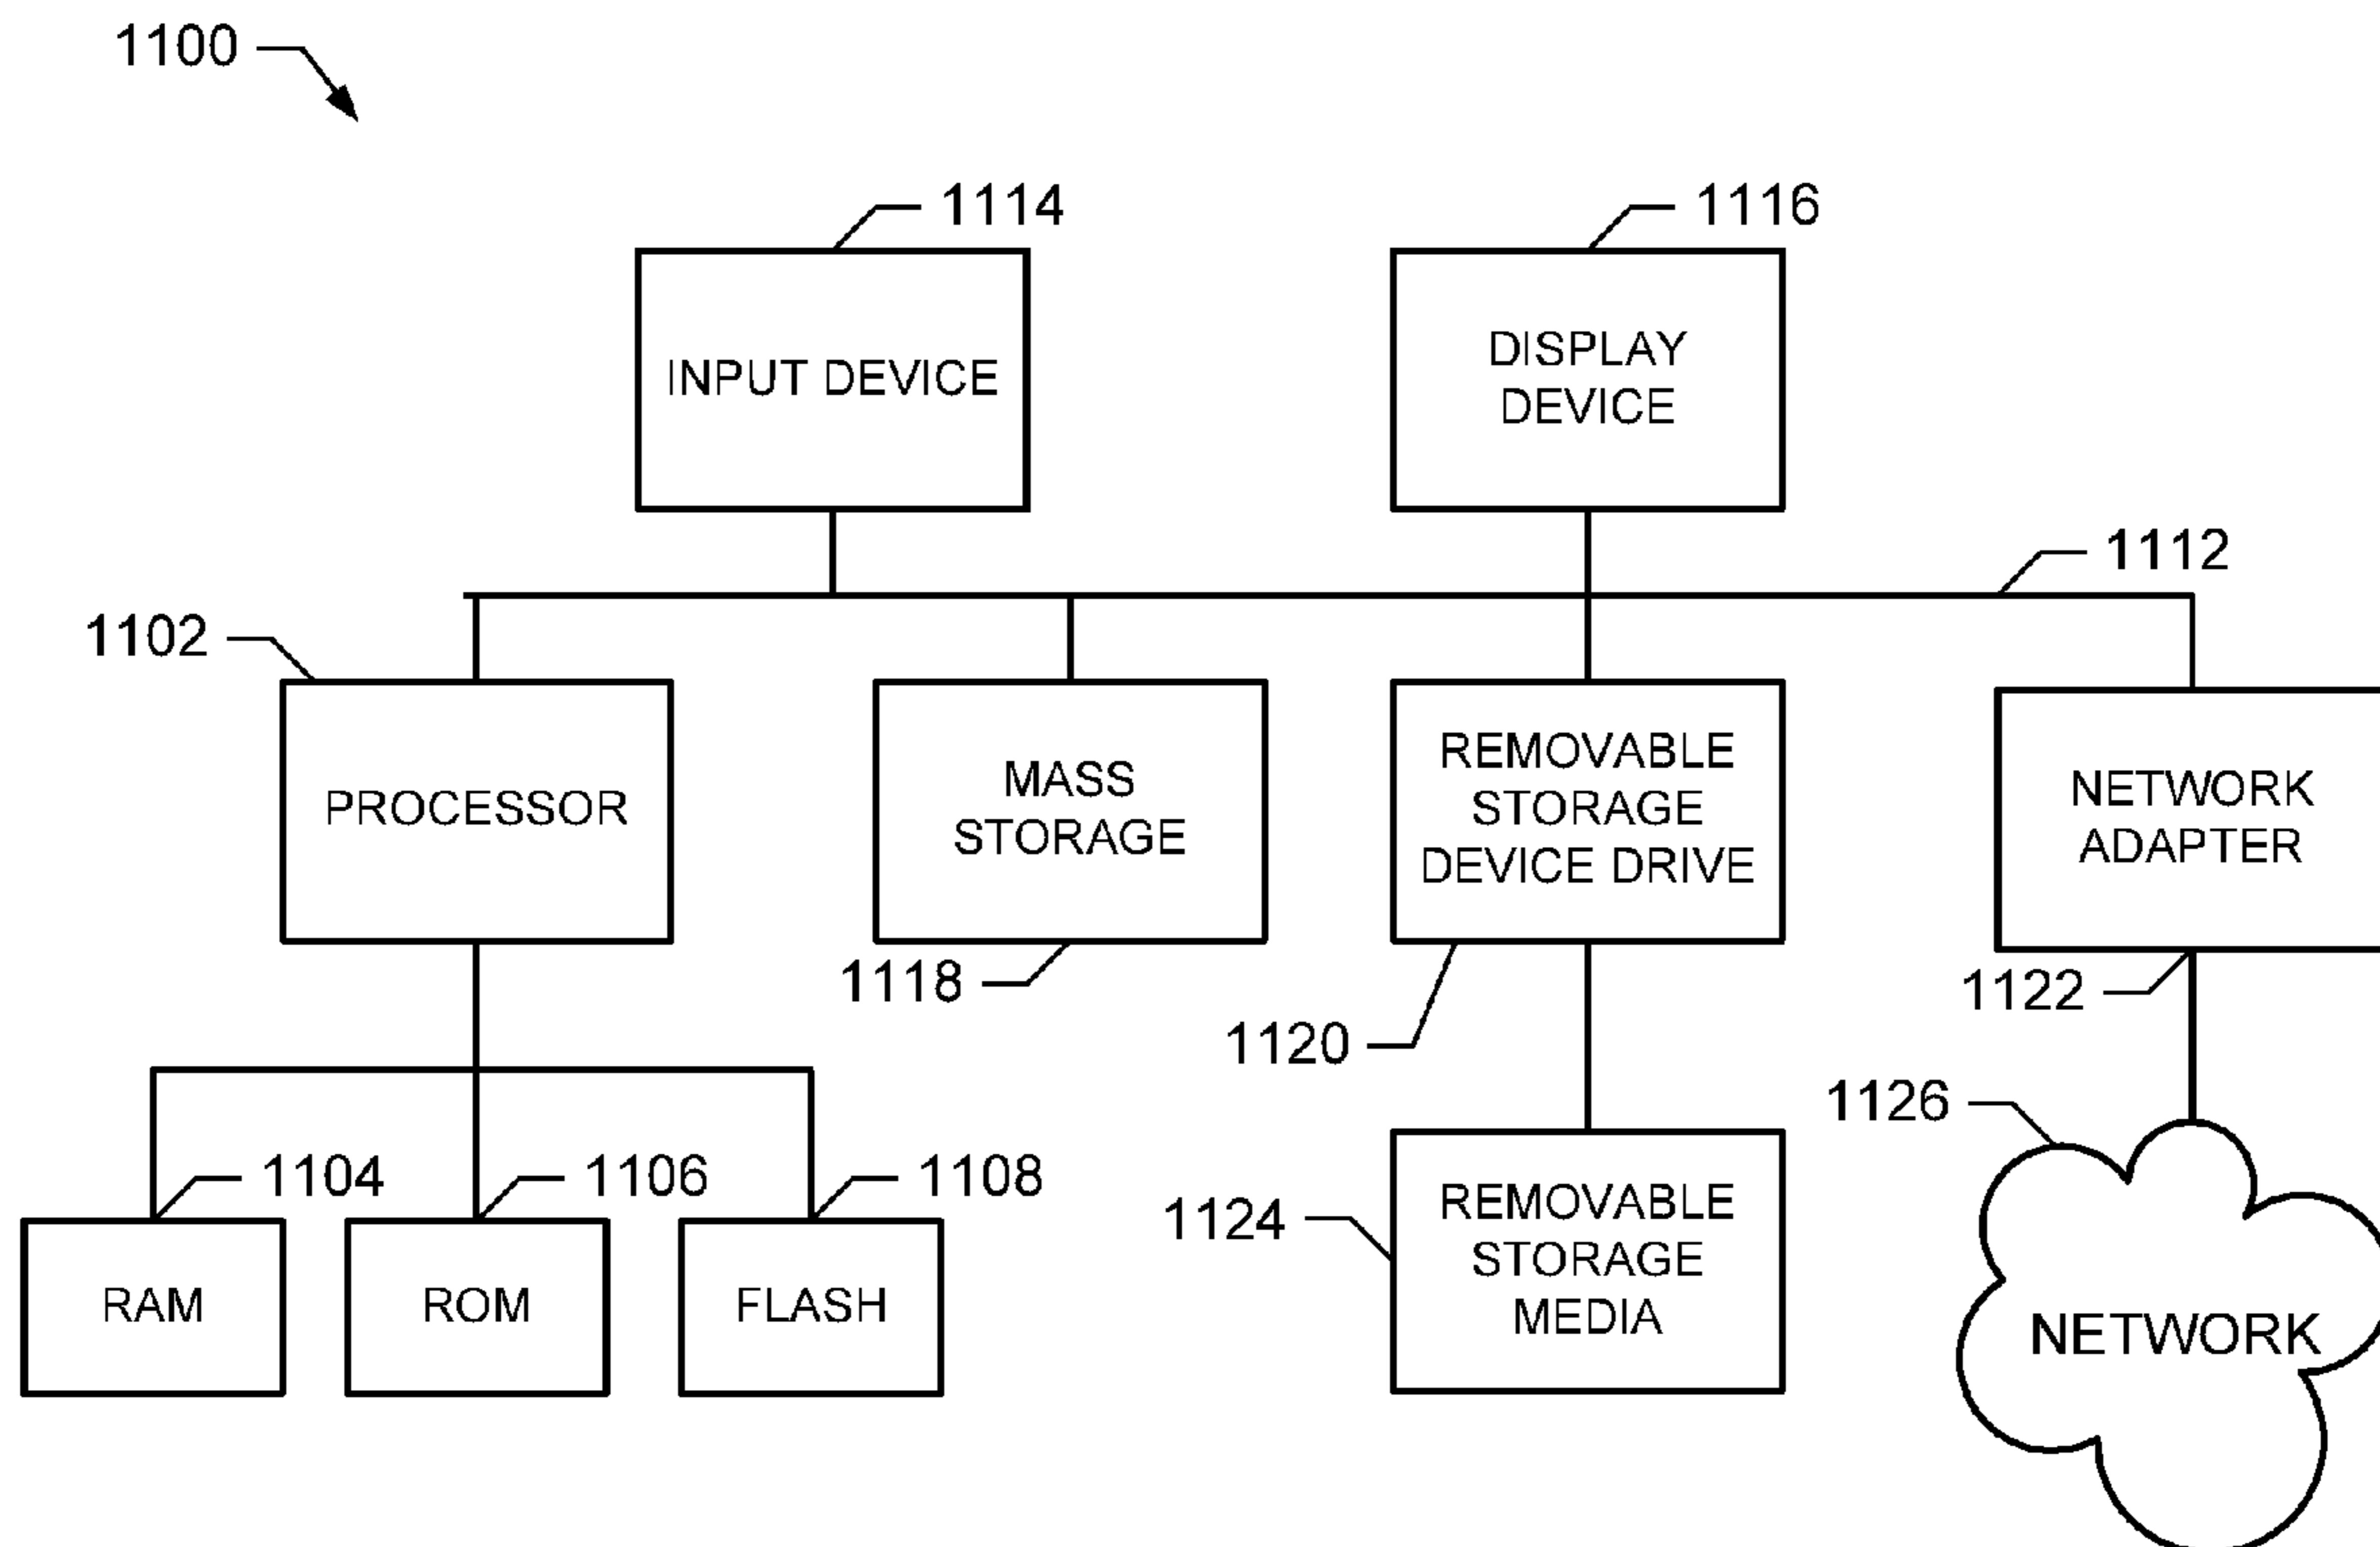 1100
1114
1116
INPUT DEVICE
DISPLAY
DEVICE
1112
1102
PROCESSOR
MASS
STORAGE
REMOVABLE
STORAGE
DEVICE DRIVE
NETWORK
ADAPTER
1118
1120
1122
1126
1104
1106
1108
1124
RAM
ROM
FLASH
REMOVABLE
STORAGE
MEDIA
NETWORK